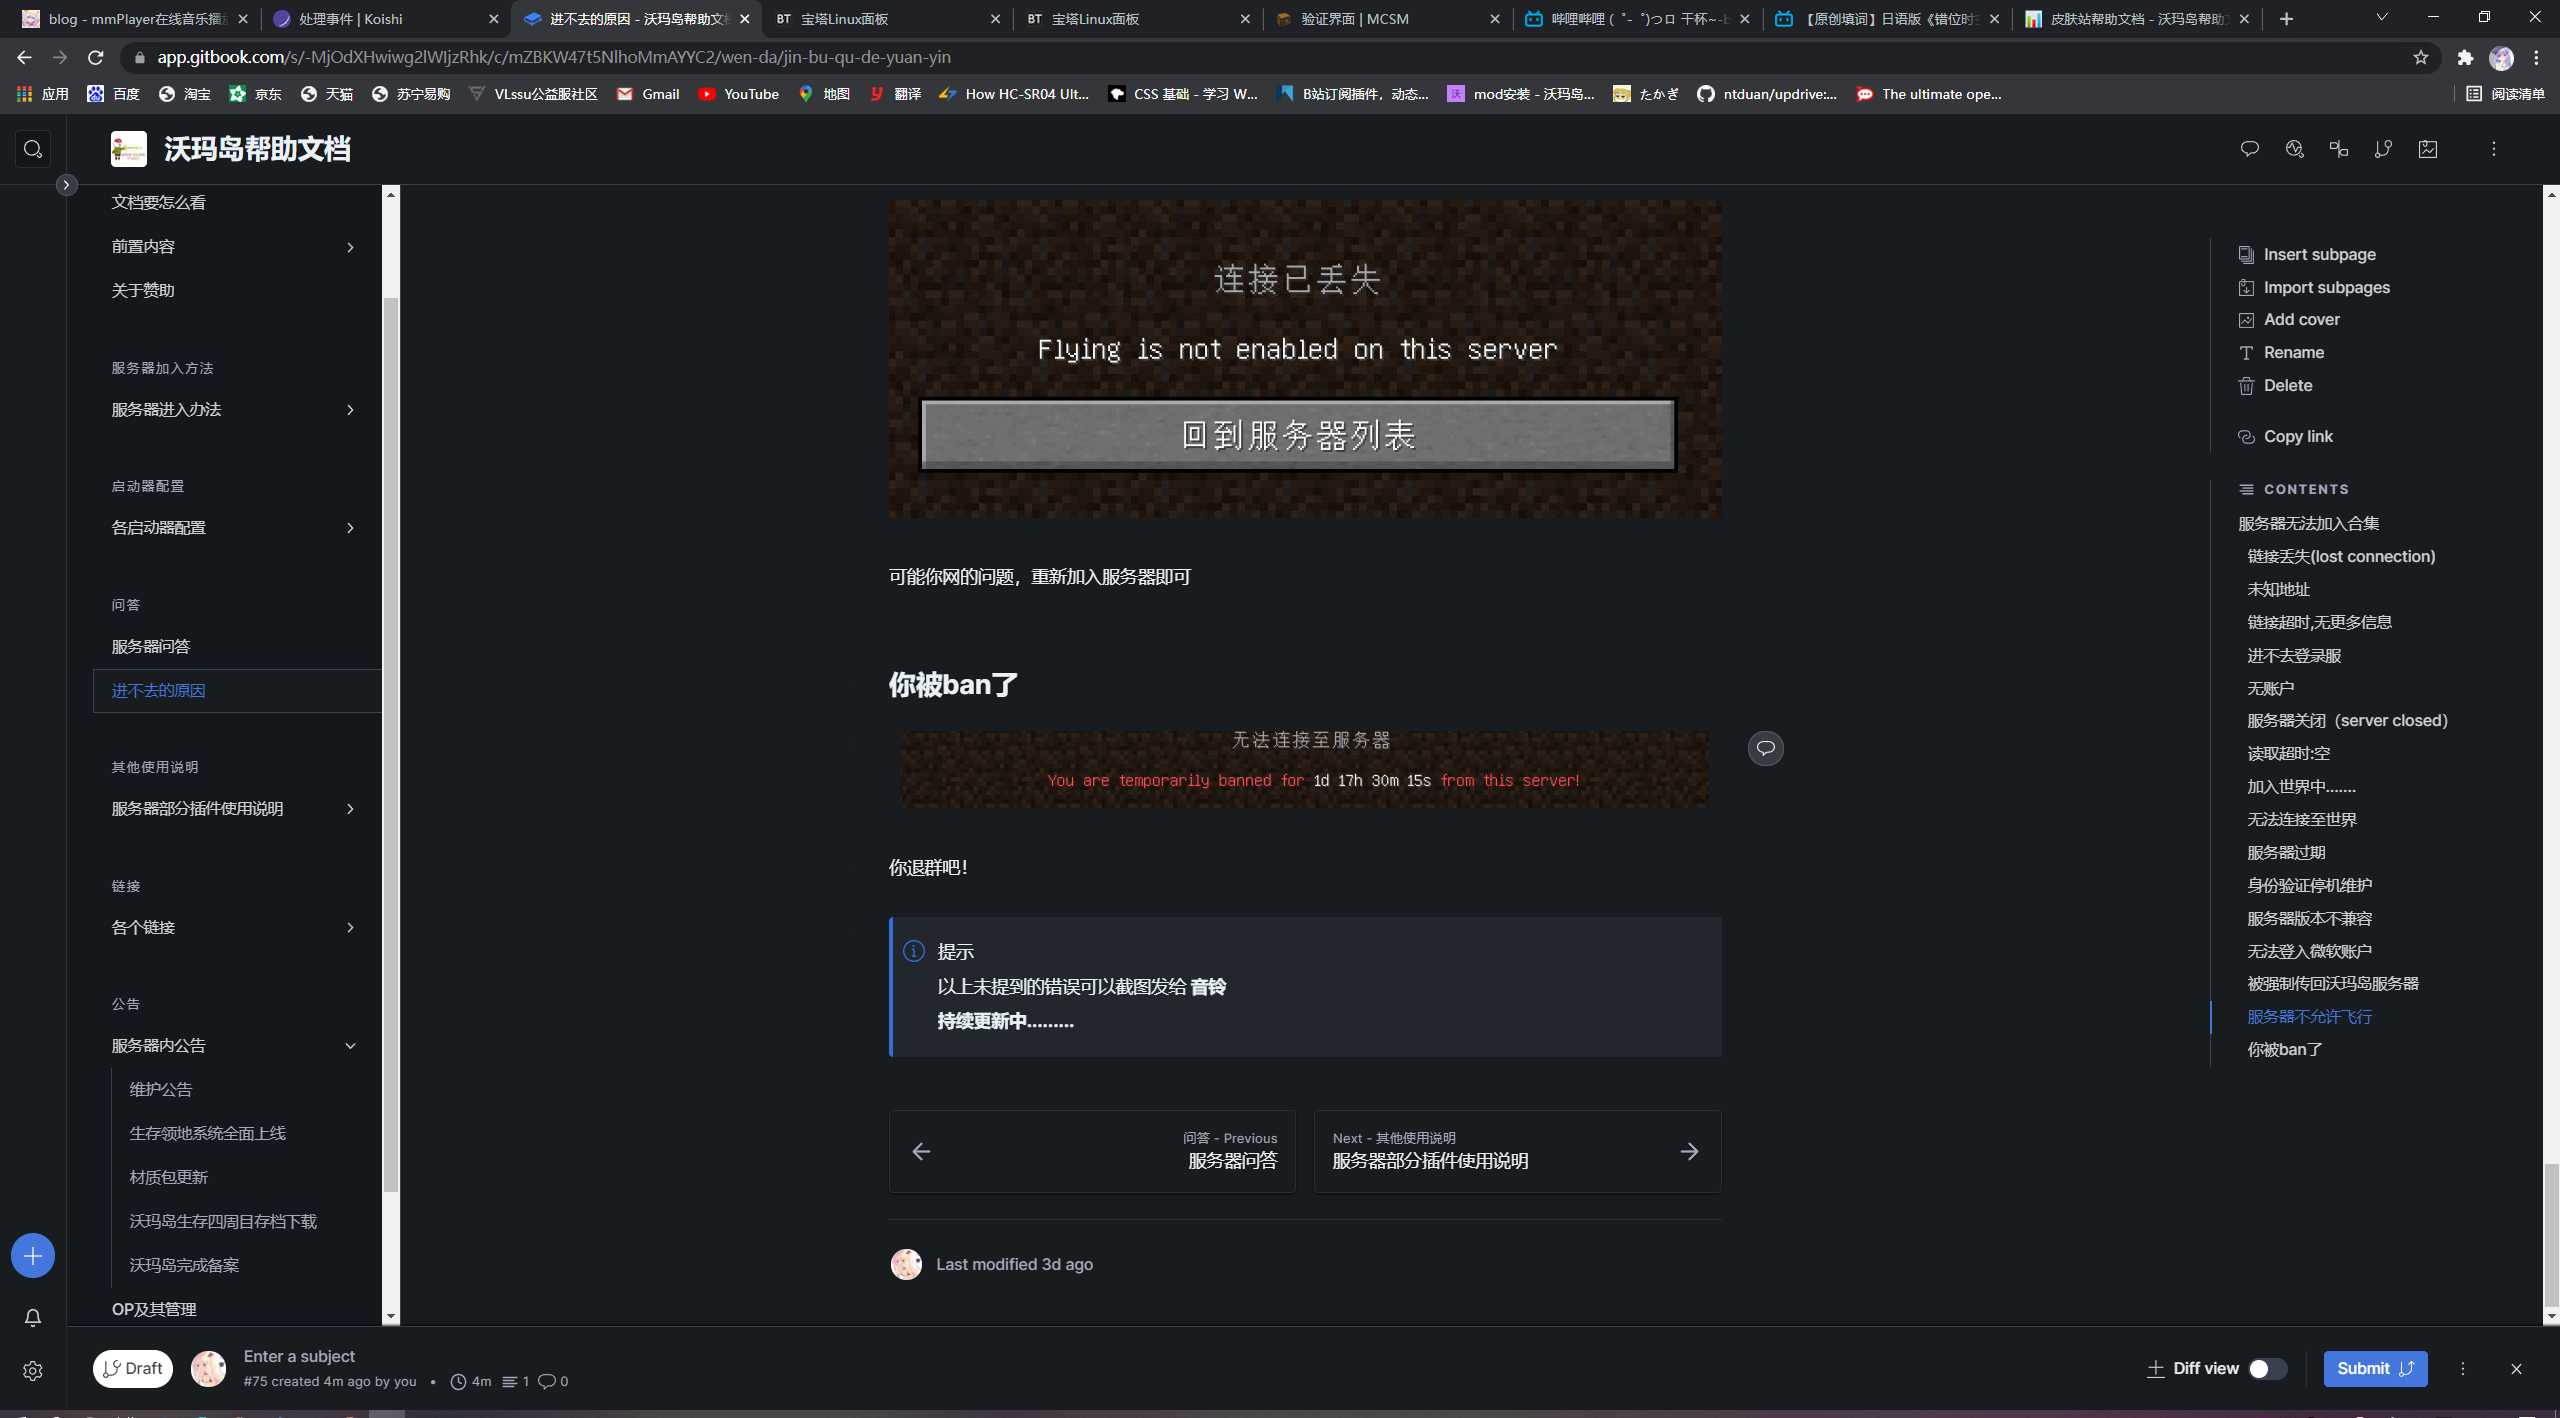 blog - mmPlayer在线音乐播
处理事件 | Koishi
进不去的原因 - 沃玛岛帮助文
BT 宝塔Linux面板
BT 宝塔Linux面板
验证界面 | MCSM
哔哩哔哩 ( ゜- ゜)つロ 干杯~-b
【原创填词】日语版《错位时
皮肤站帮助文档 - 沃玛岛帮助
app.gitbook.com/s/-MjOdXHwiwg2lWIjzRhk/c/mZBKW47t5NlhoMmAYYC2/wen-da/jin-bu-qu-de-yuan-yin
应用
百度
淘宝
京东
天猫
苏宁易购
VLssu公益服社区
Gmail
YouTube
地图
翻译
How HC-SR04 Ult...
CSS 基础 - 学习 W...
B站订阅插件，动态...
沃 mod安装 - 沃玛岛...
たかぎ
ntduan/updrive:...
The ultimate ope...
阅读清单
沃玛岛帮助文档
文档要怎么看
前置内容
关于赞助
服务器加入方法
服务器进入办法
启动器配置
各启动器配置
问答
服务器问答
进不去的原因
其他使用说明
服务器部分插件使用说明
链接
各个链接
公告
服务器内公告
维护公告
生存领地系统全面上线
材质包更新
沃玛岛生存四周目存档下载
沃玛岛完成备案
OP及其管理
连接已丢失
Flying is not enabled on this server
回到服务器列表
可能你网的问题，重新加入服务器即可
你被ban了
无法连接至服务器
You are temporarily banned for 1d 17h 30m 15s from this server!
你退群吧！
提示
以上未提到的错误可以截图发给 音铃
持续更新中.........
问答 - Previous
服务器问答
Next - 其他使用说明
服务器部分插件使用说明
Last modified 3d ago
Insert subpage
Import subpages
Add cover
Rename
Delete
Copy link
CONTENTS
服务器无法加入合集
链接丢失(lost connection)
未知地址
链接超时,无更多信息
进不去登录服
无账户
服务器关闭（server closed）
读取超时:空
加入世界中.......
无法连接至世界
服务器过期
身份验证停机维护
服务器版本不兼容
无法登入微软账户
被强制传回沃玛岛服务器
服务器不允许飞行
你被ban了
Draft
Enter a subject
#75 created 4m ago by you • 4m 1 0
Diff view
Submit